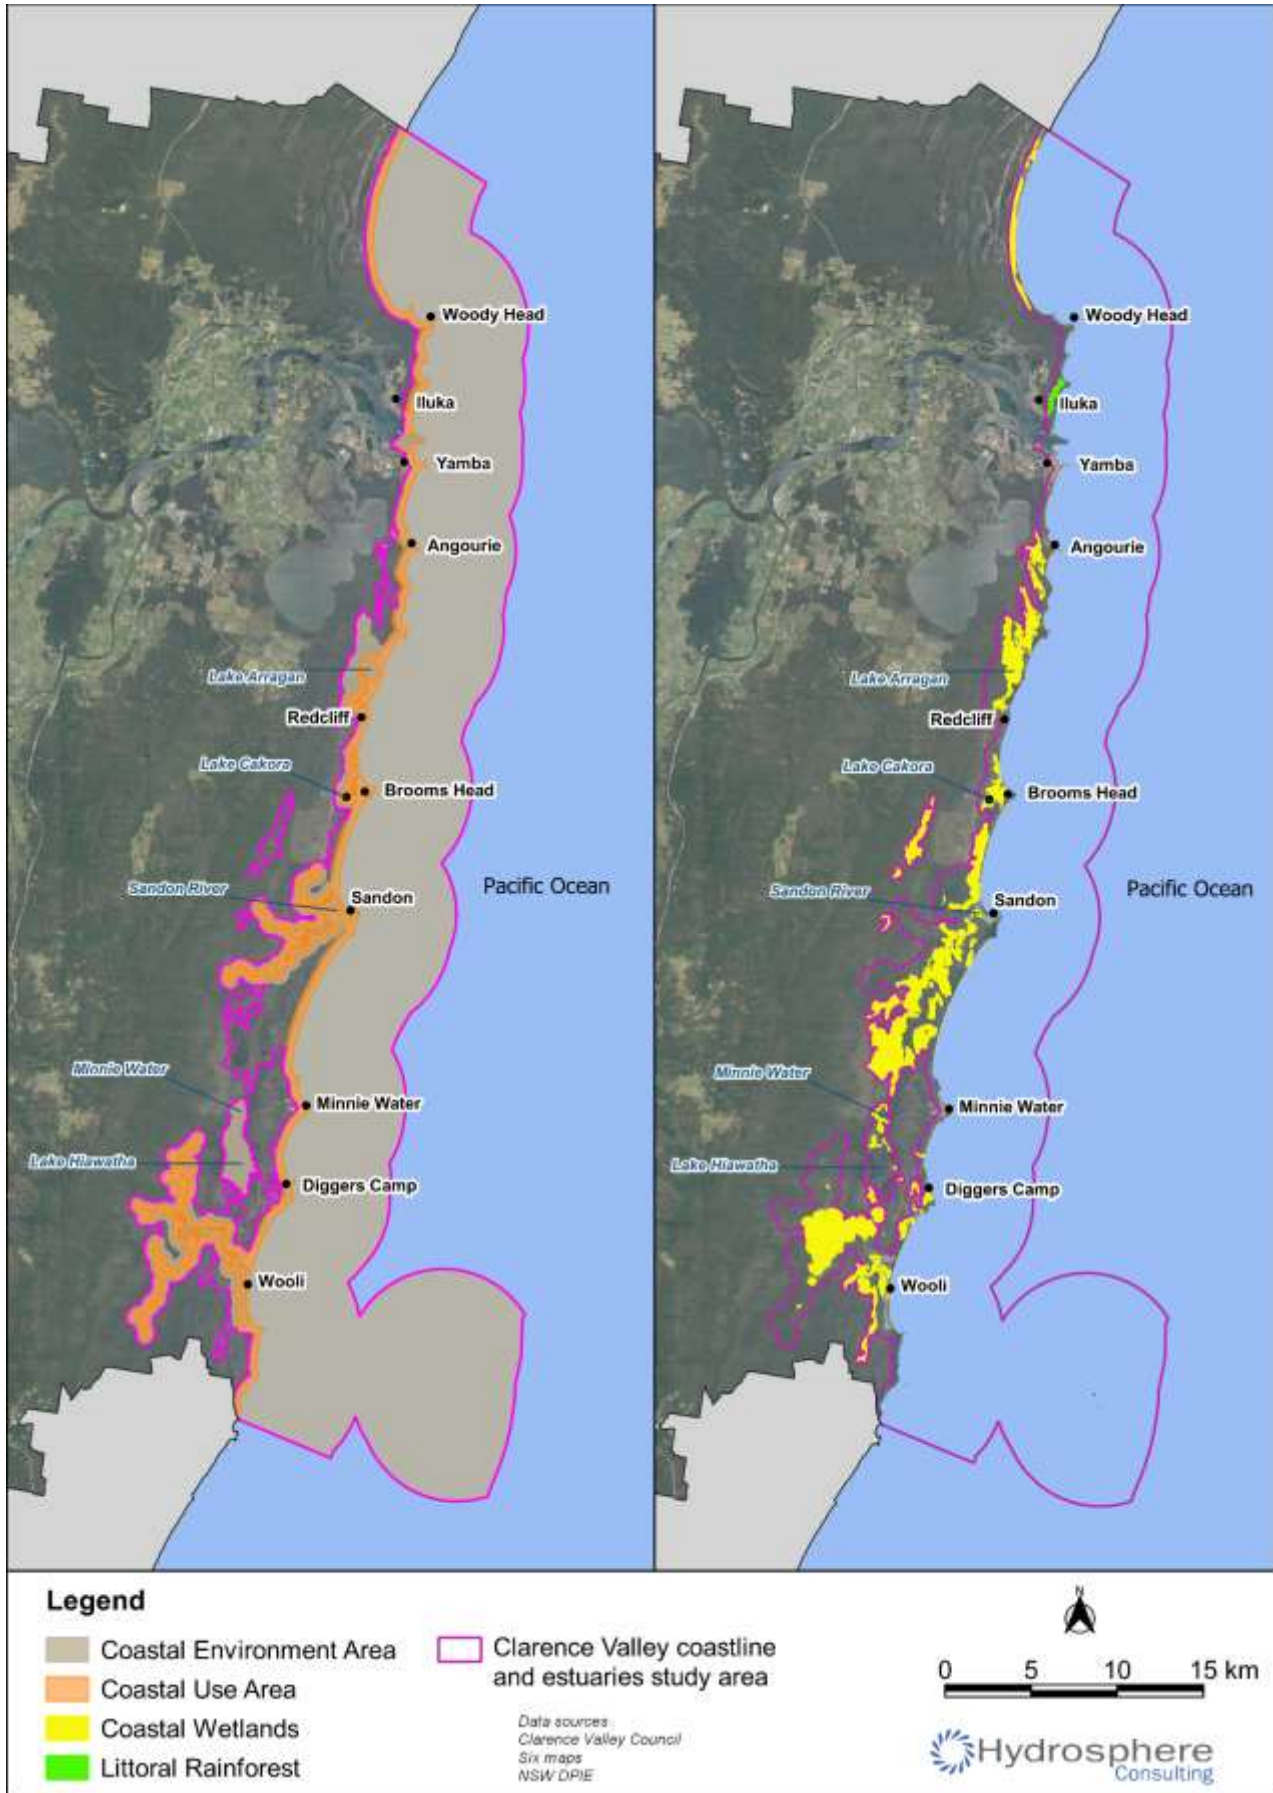 Woody Head
Iluka
Yamba
Angourie
Lake Arragan
Redcliff
Lake Cakora
Brooms Head
Sandon River
Sandon
Pacific Ocean
Minnie Water
Minnie Water
Lake Hiawatha
Diggers Camp
Wooli
Woody Head
Iluka
Yamba
Angourie
Lake Arragan
Redcliff
Lake Cakora
Brooms Head
Sandon River
Sandon
Pacific Ocean
Minnie Water
Minnie Water
Lake Hiawatha
Diggers Camp
Wooli
Legend
Coastal Environment Area
Coastal Use Area
Coastal Wetlands
Littoral Rainforest
Clarence Valley coastline
and estuaries study area
Data sources
Clarence Valley Council
Six maps
NSW DPIE
N
0 5 10 15 km
Hydrosphere
Consulting